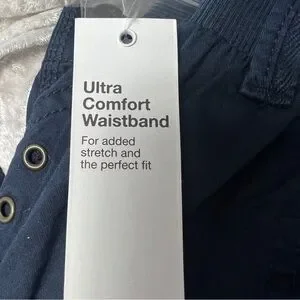 Ultra
Comfort
Waistband
For added
stretch and
the perfect fit